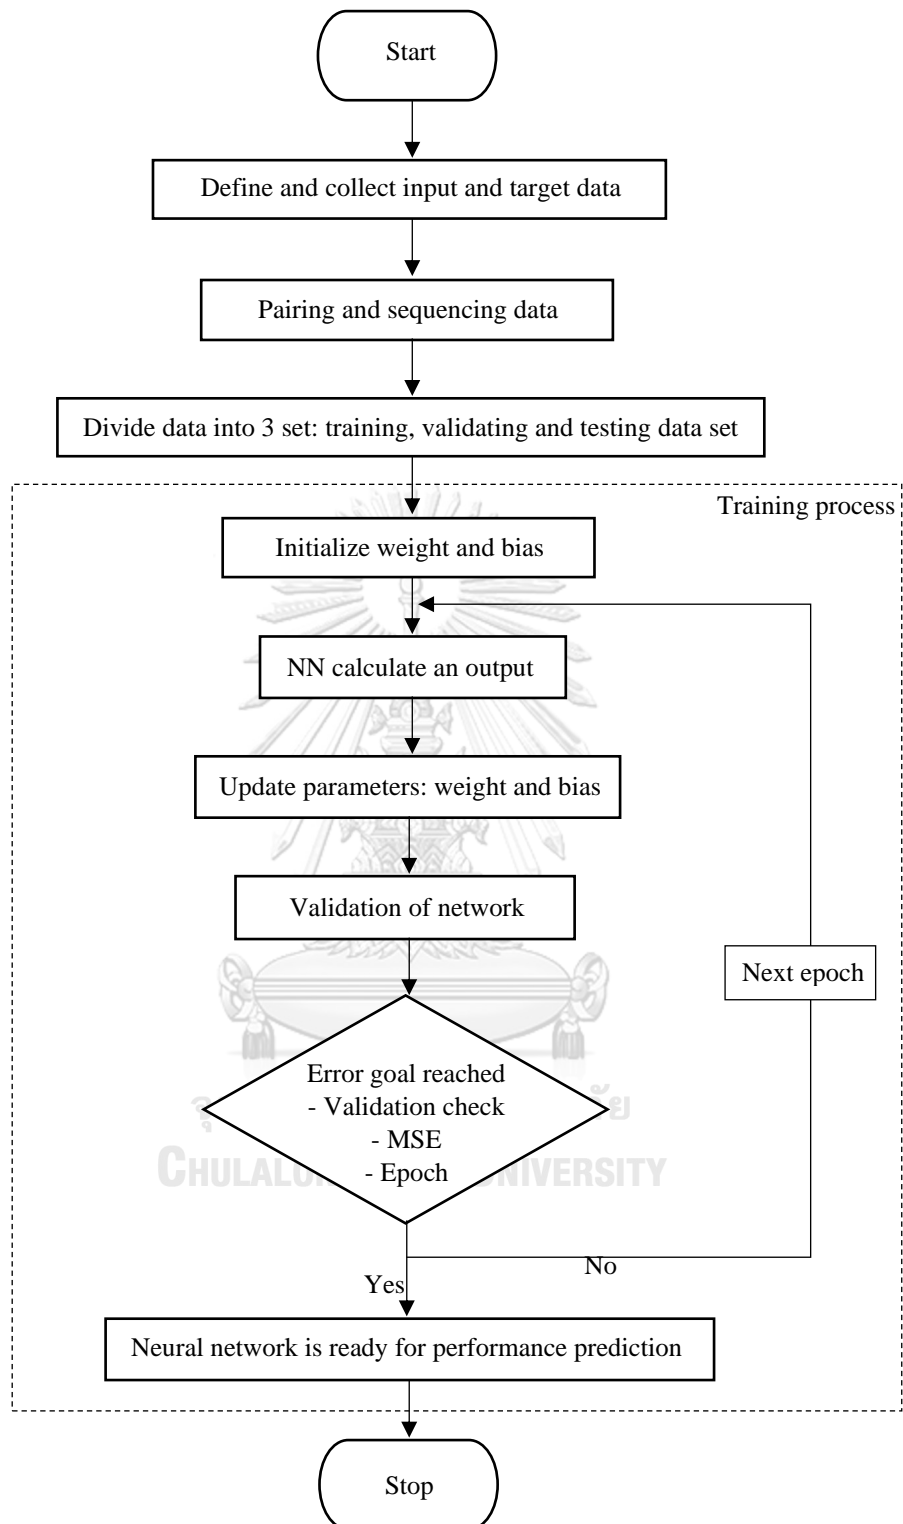 Start
Define and collect input and target data
Pairing and sequencing data
Divide data into 3 set: training, validating and testing data set
Training process
Initialize weight and bias
NN calculate an output
Update parameters: weight and bias
Validation of network
Next epoch
Error goal reached
- Validation check
- MSE
- Epoch
UNIVERSITY
No
Yes
Neural network is ready for performance prediction
Stop